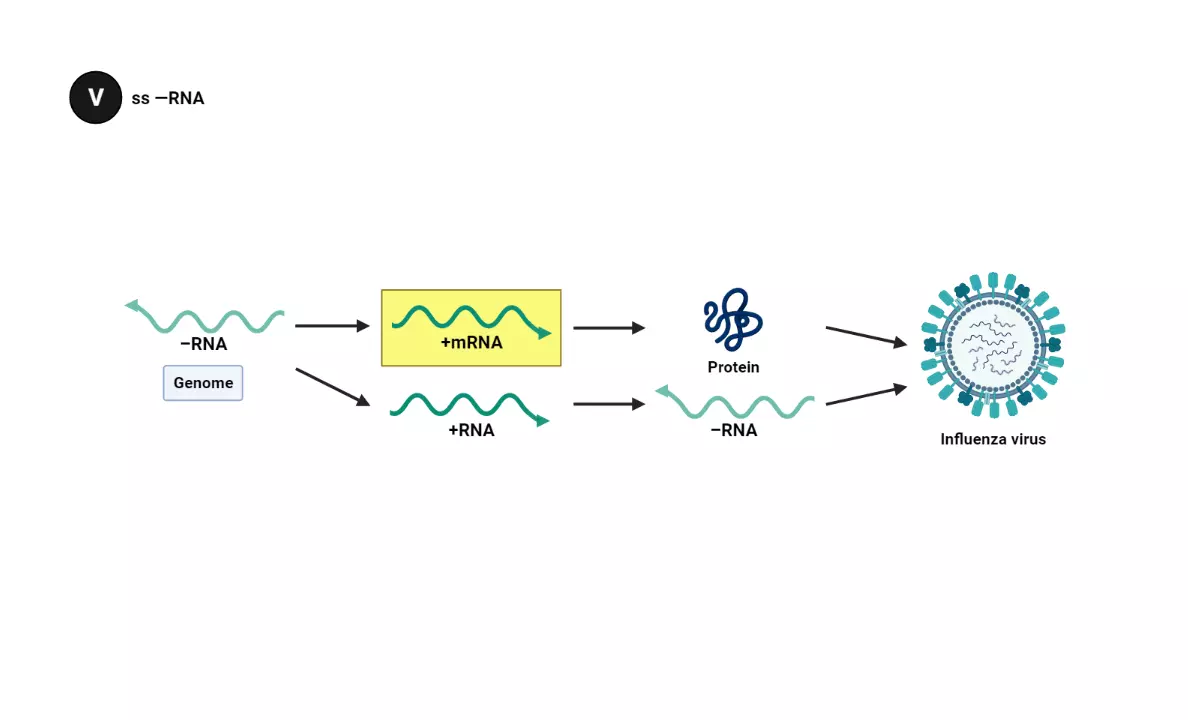 V
ss –RNA
–RNA
Genome
+mRNA
+RNA
Protein
–RNA
Influenza virus